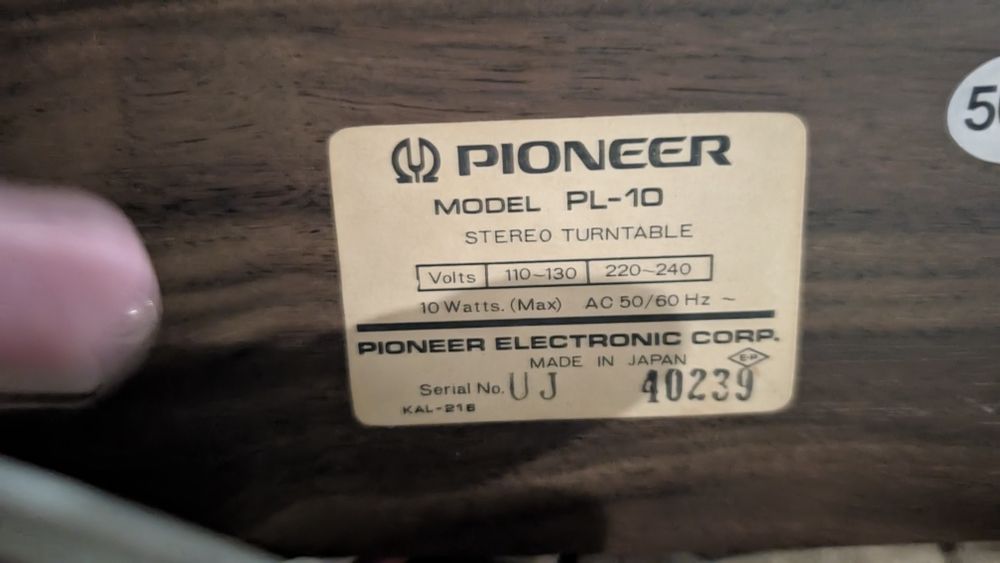 PIONEER
MODEL PL-10
STEREO TURNTABLE
Volts 110~130 220~240
10 Watts. (Max) AC 50/60 Hz ~
PIONEER ELECTRONIC CORP.
MADE IN JAPAN
Serial No. UJ 40239
KAL-216